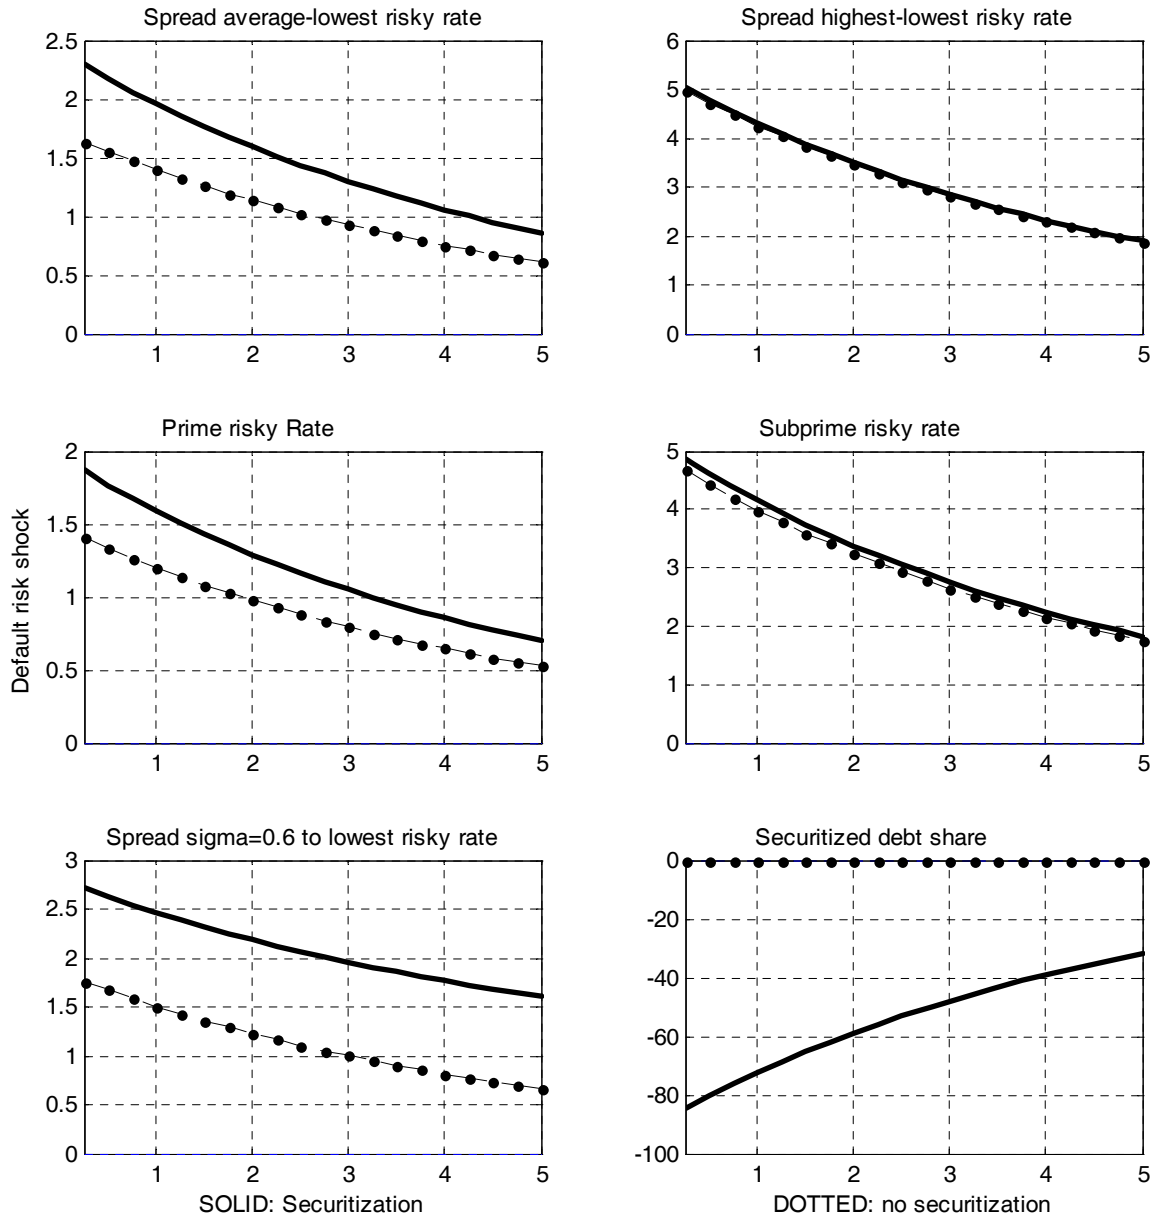 Spread average-lowest risky rate
2.5
2
1.5
1
0.5
0
1 2 3 4 5
Spread highest-lowest risky rate
6
5
4
3
2
1
0
1 2 3 4 5
Default risk shock
Prime risky Rate
2
1.5
1
0.5
0
1 2 3 4 5
Subprime risky rate
5
4
3
2
1
0
1 2 3 4 5
Spread sigma=0.6 to lowest risky rate
3
2.5
2
1.5
1
0.5
0
1 2 3 4 5
SOLID: Securitization
Securitized debt share
0
-20
-40
-60
-80
-100
1 2 3 4 5
DOTTED: no securitization